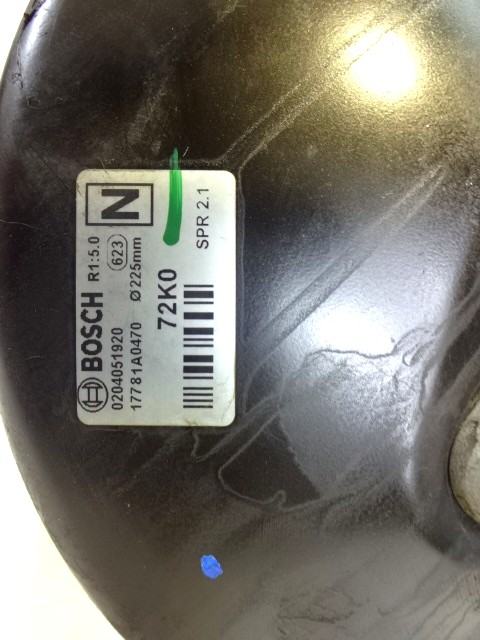 BOSCH R1:5.0 N
0204051920 623
17781A0470 Ø225mm
72K0
SPR 2.1